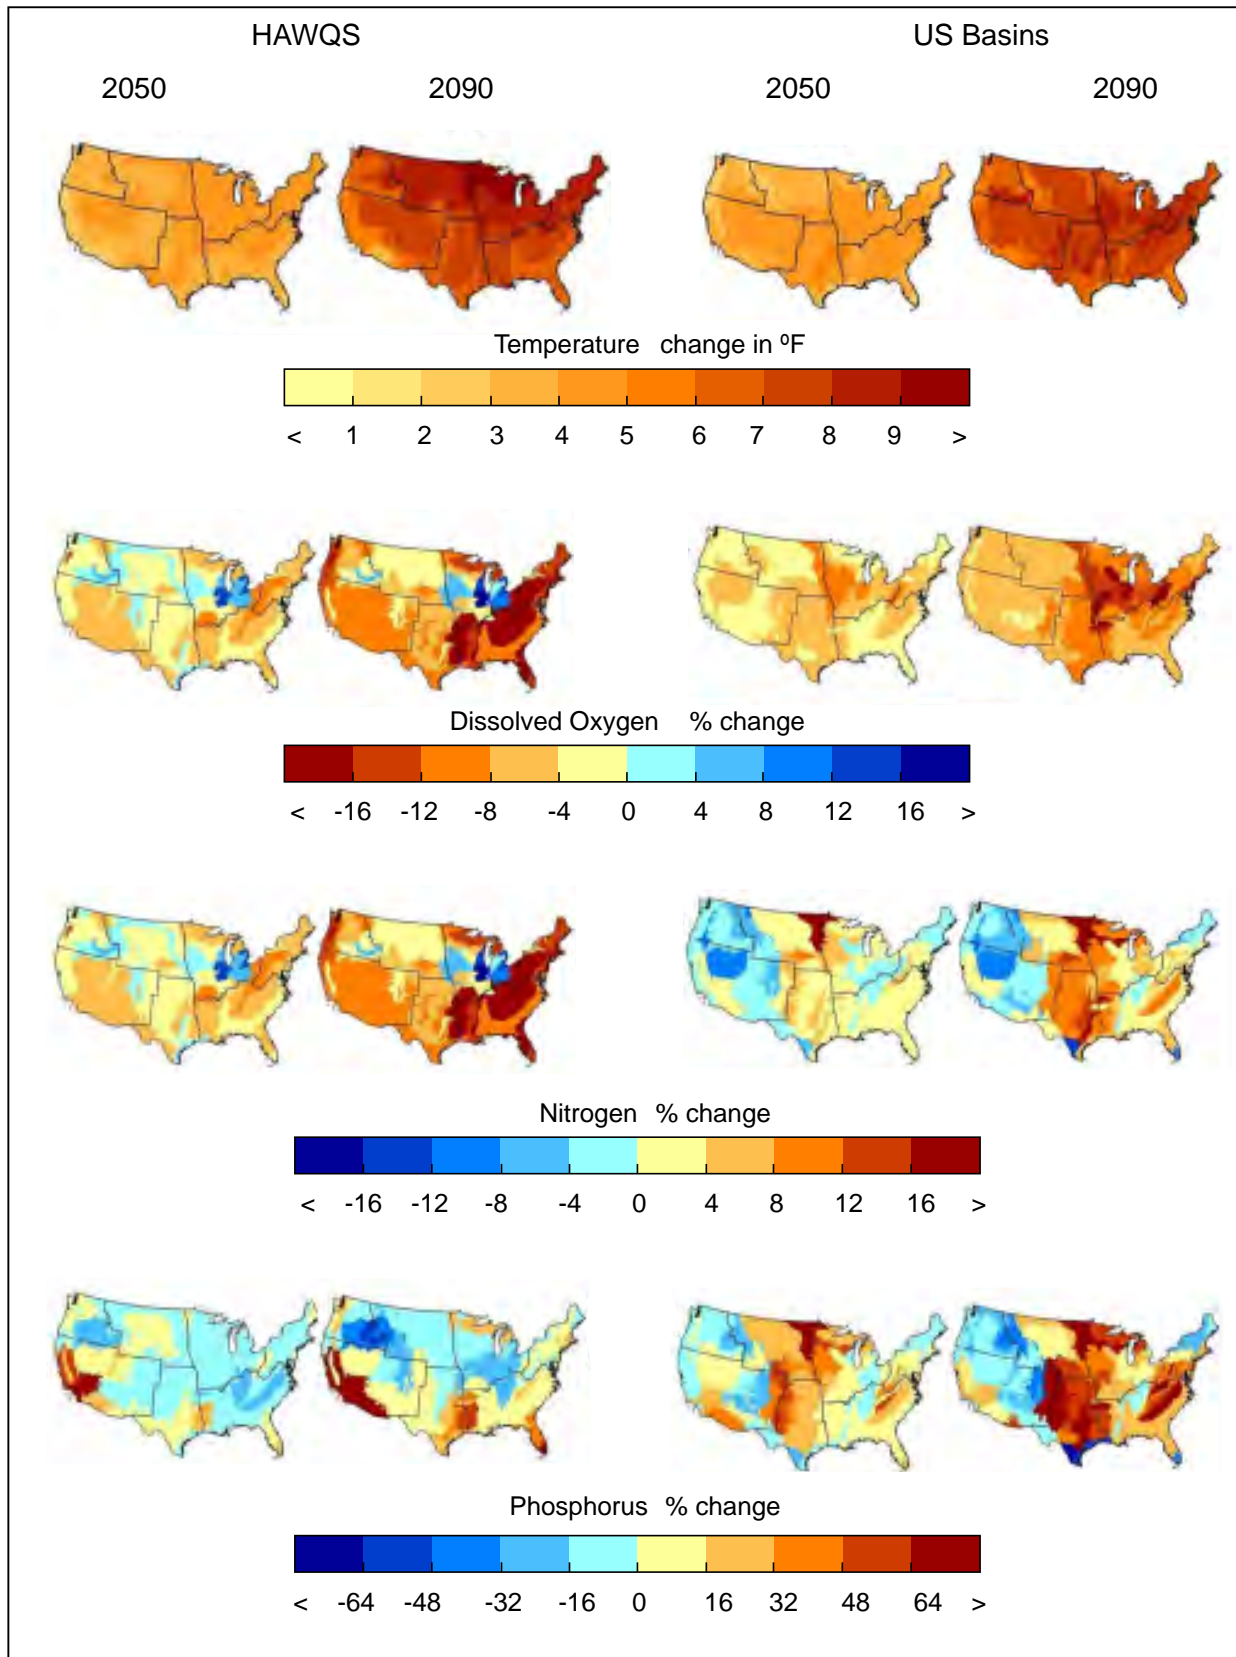 HAWQS US Basins
2050 2090 2050 2090
Temperature change in ºF
< 1 2 3 4 5 6 7 8 9 >
Dissolved Oxygen % change
< -16 -12 -8 -4 0 4 8 12 16 >
Nitrogen % change
< -16 -12 -8 -4 0 4 8 12 16 >
Phosphorus % change
< -64 -48 -32 -16 0 16 32 48 64 >